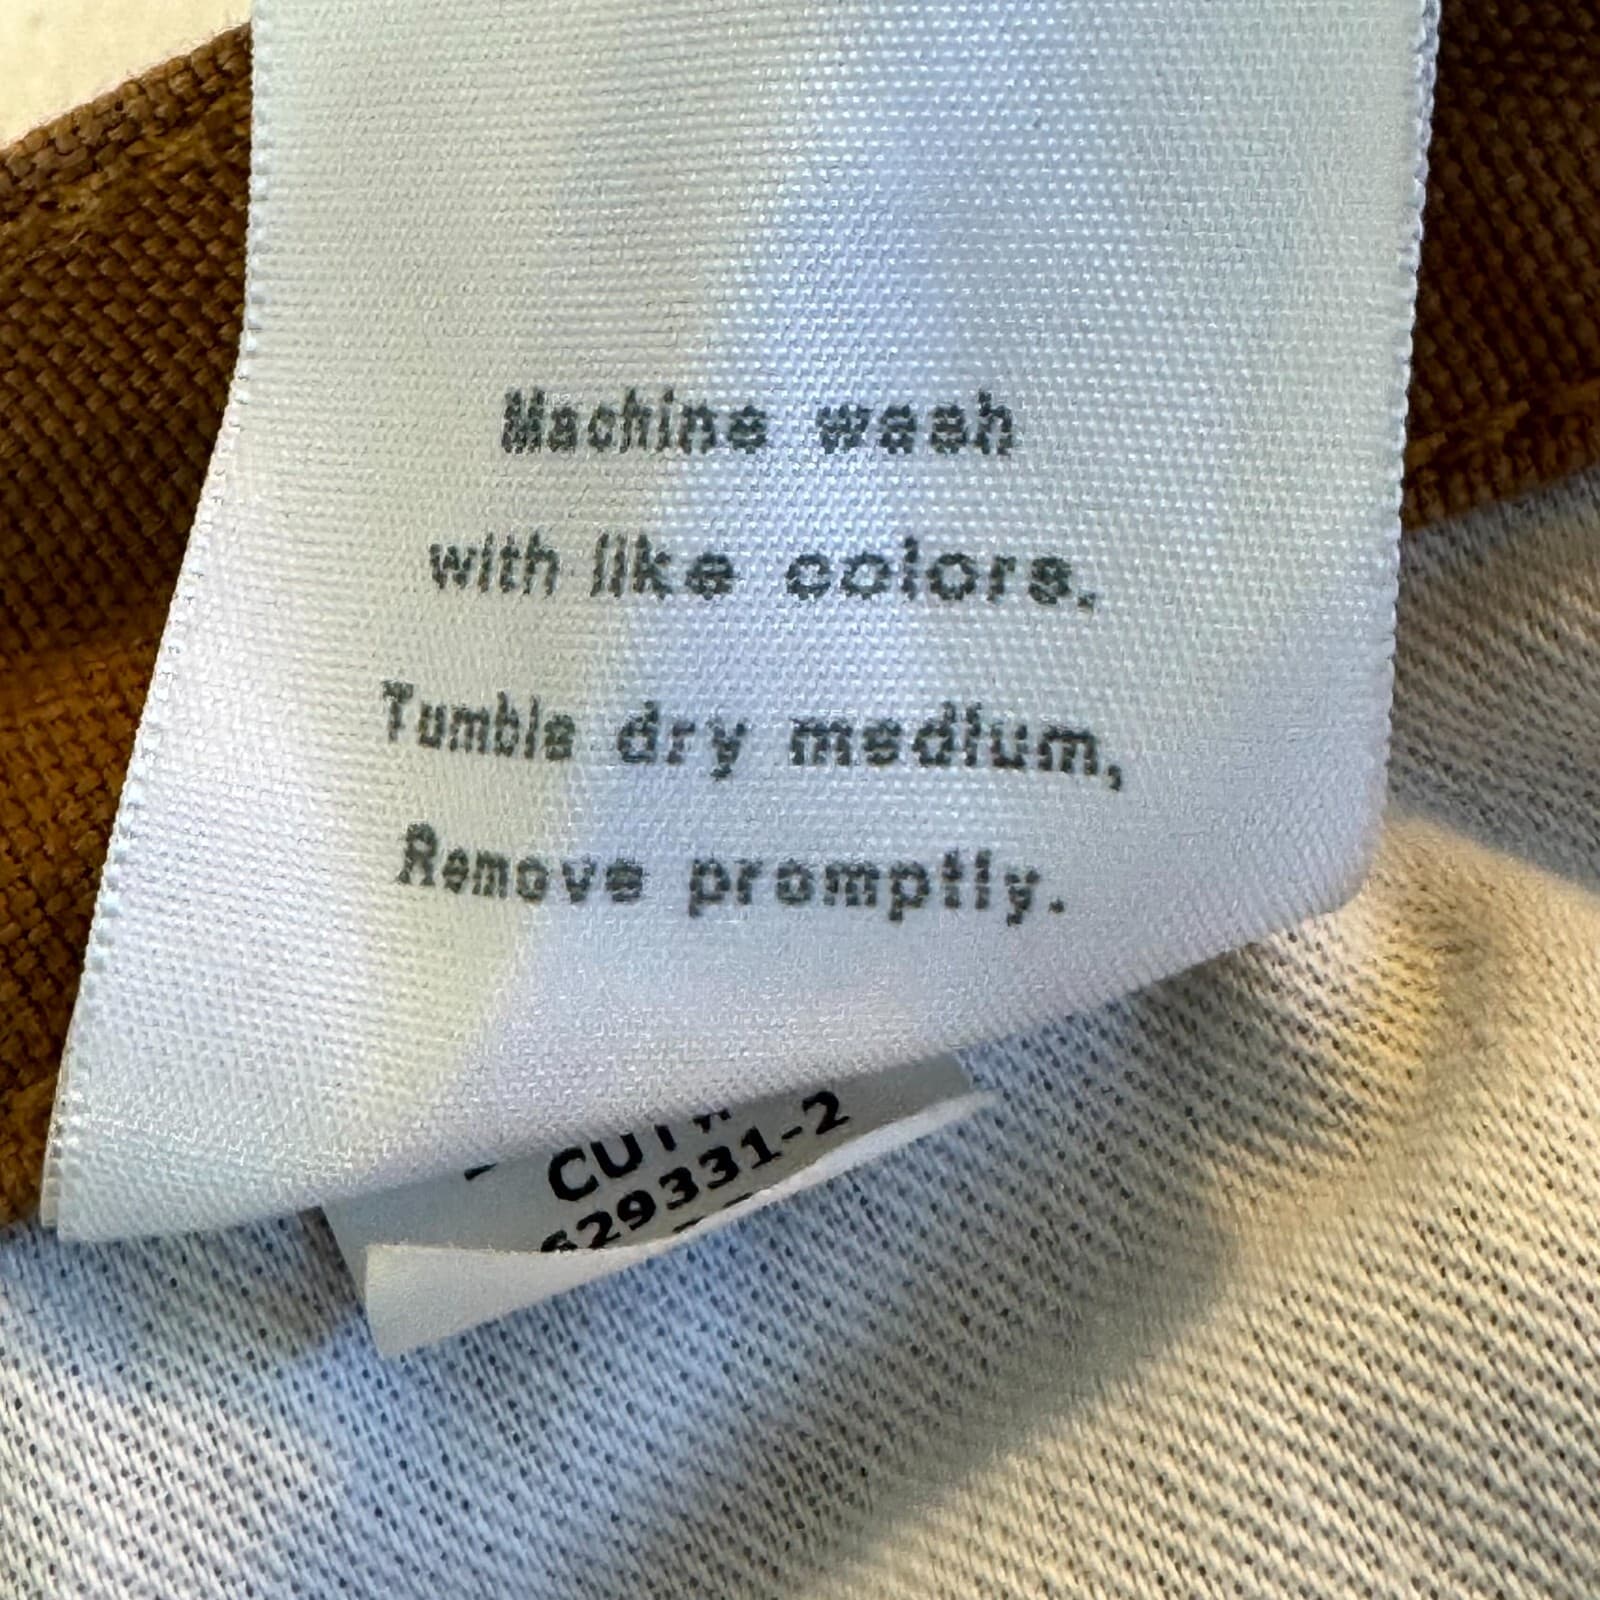 Machine wash
with like colors.
Tumble dry medium,
Remove promptly.
CUT#
629331-2